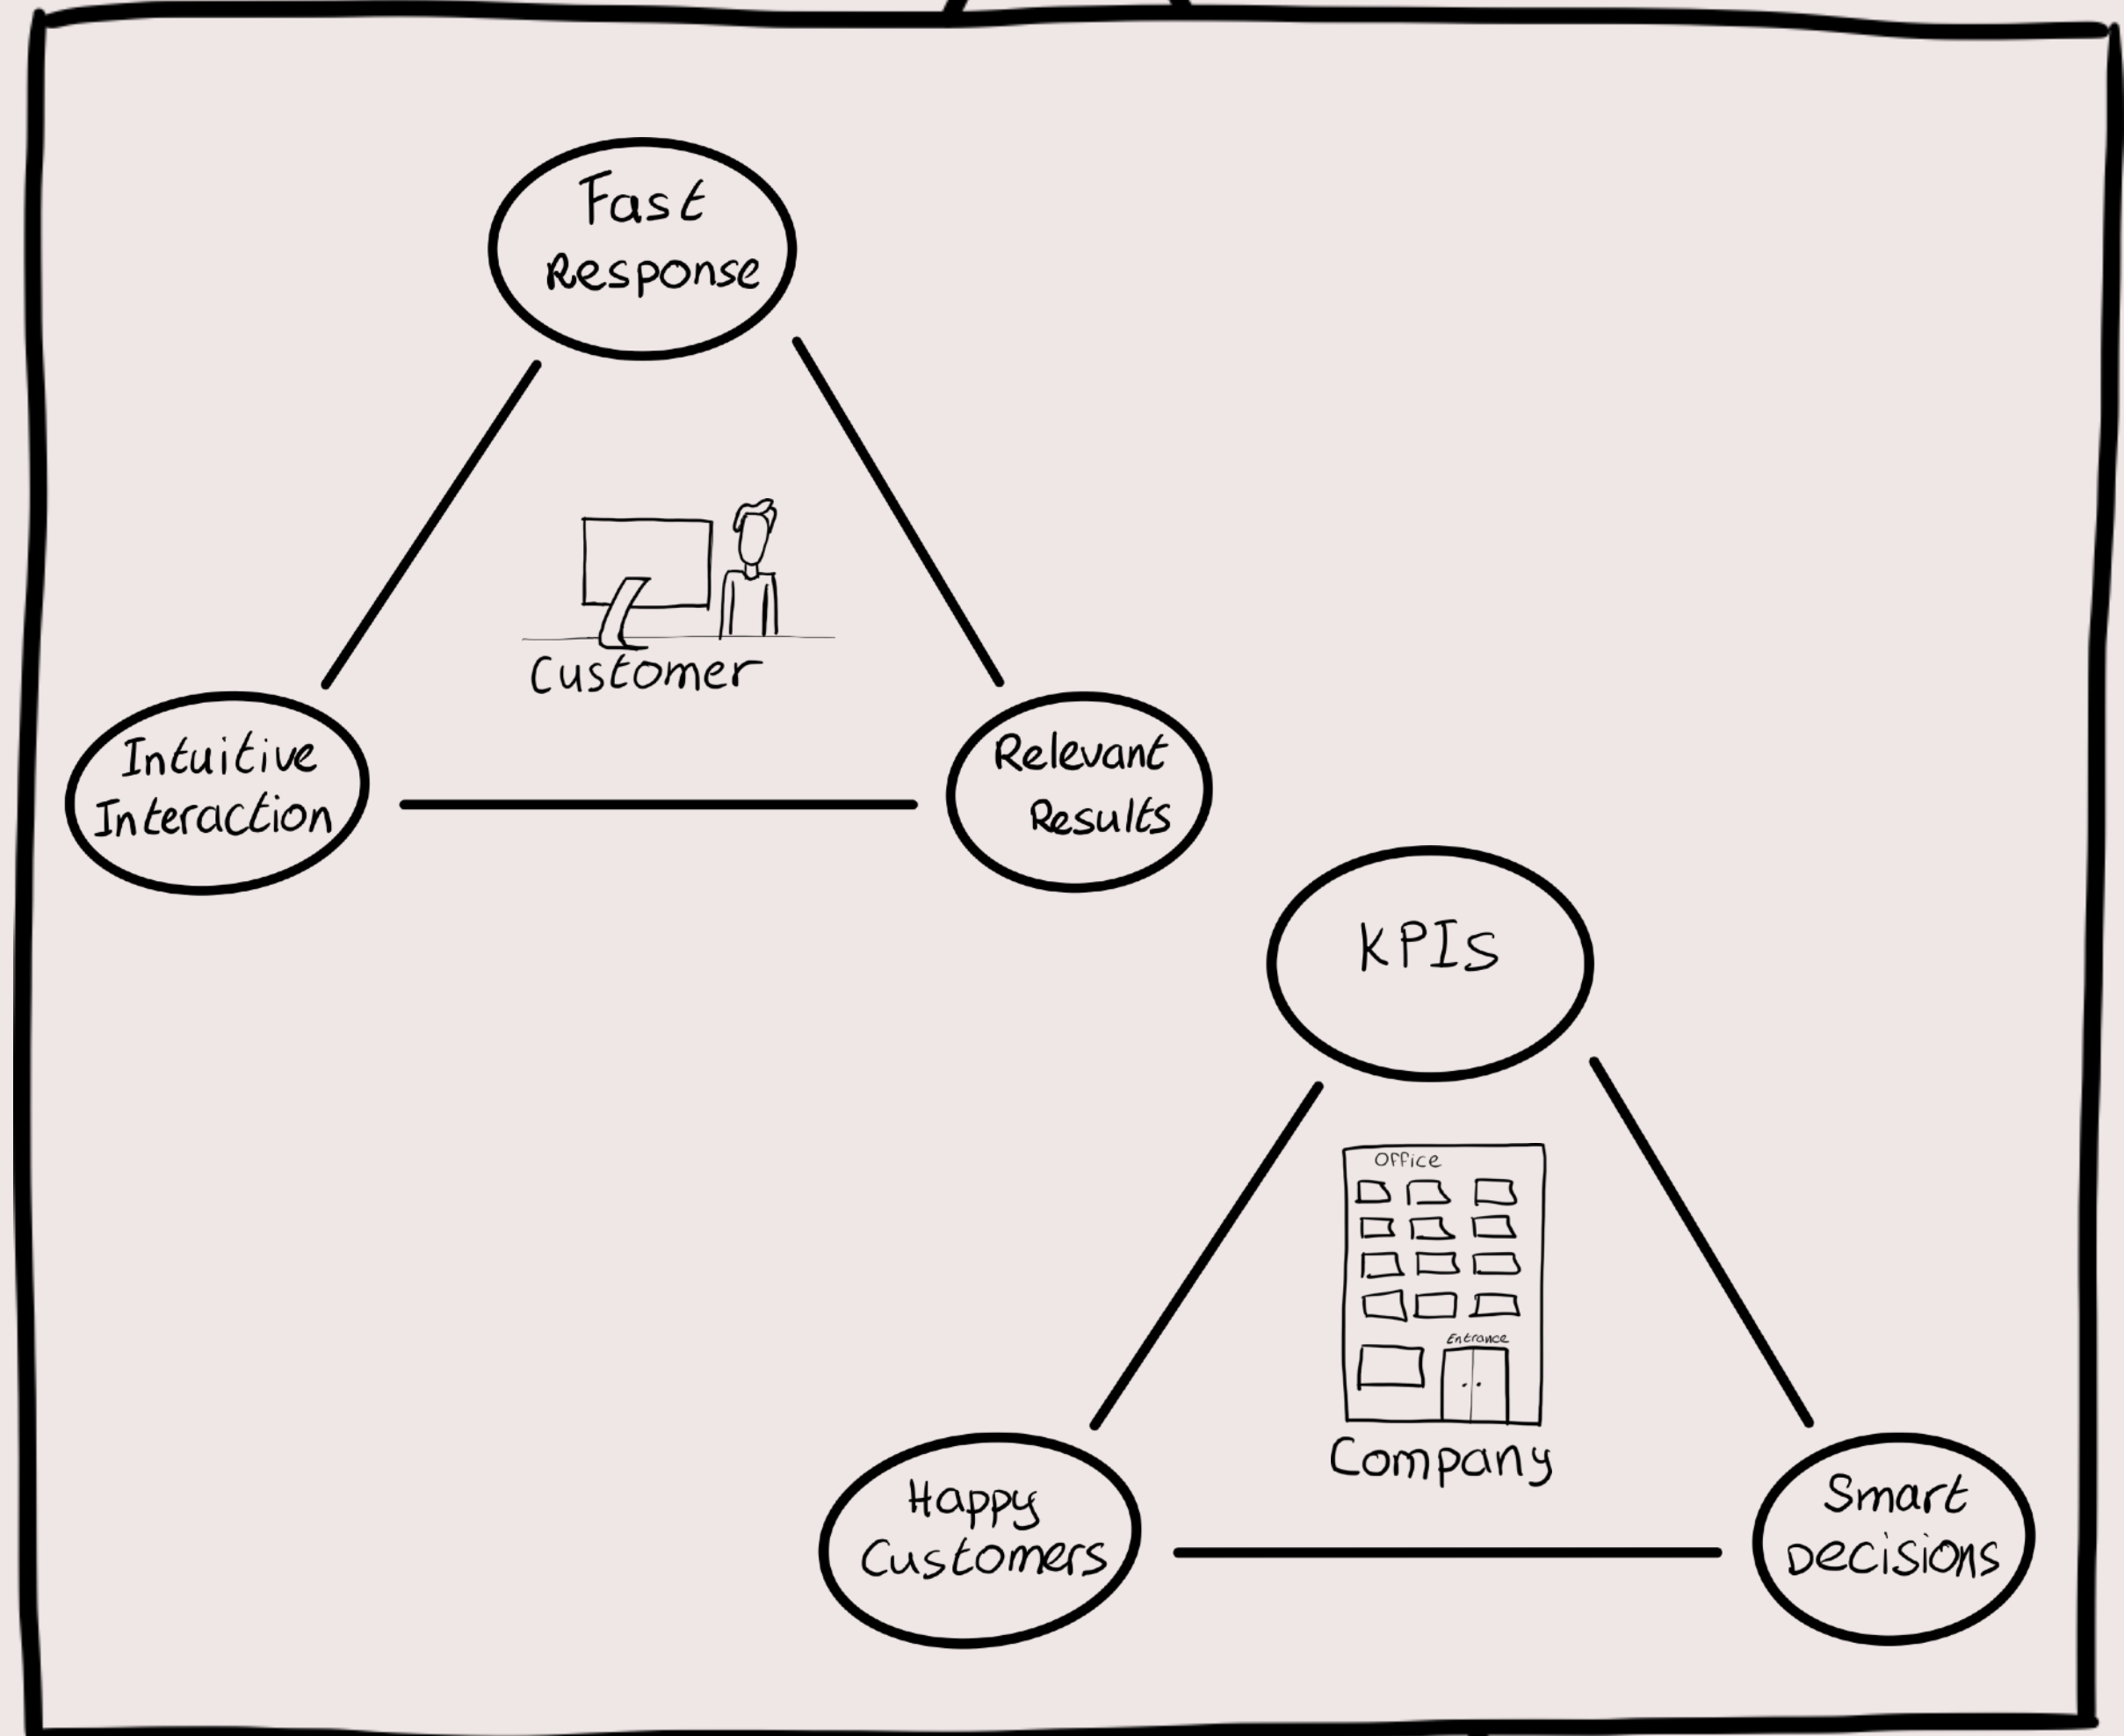 Fast
Response
Customer
Intuitive
Interaction
Relevant
Results
KPIs
Office
Entrance
Company
Happy
Customers
Smart
Decisions